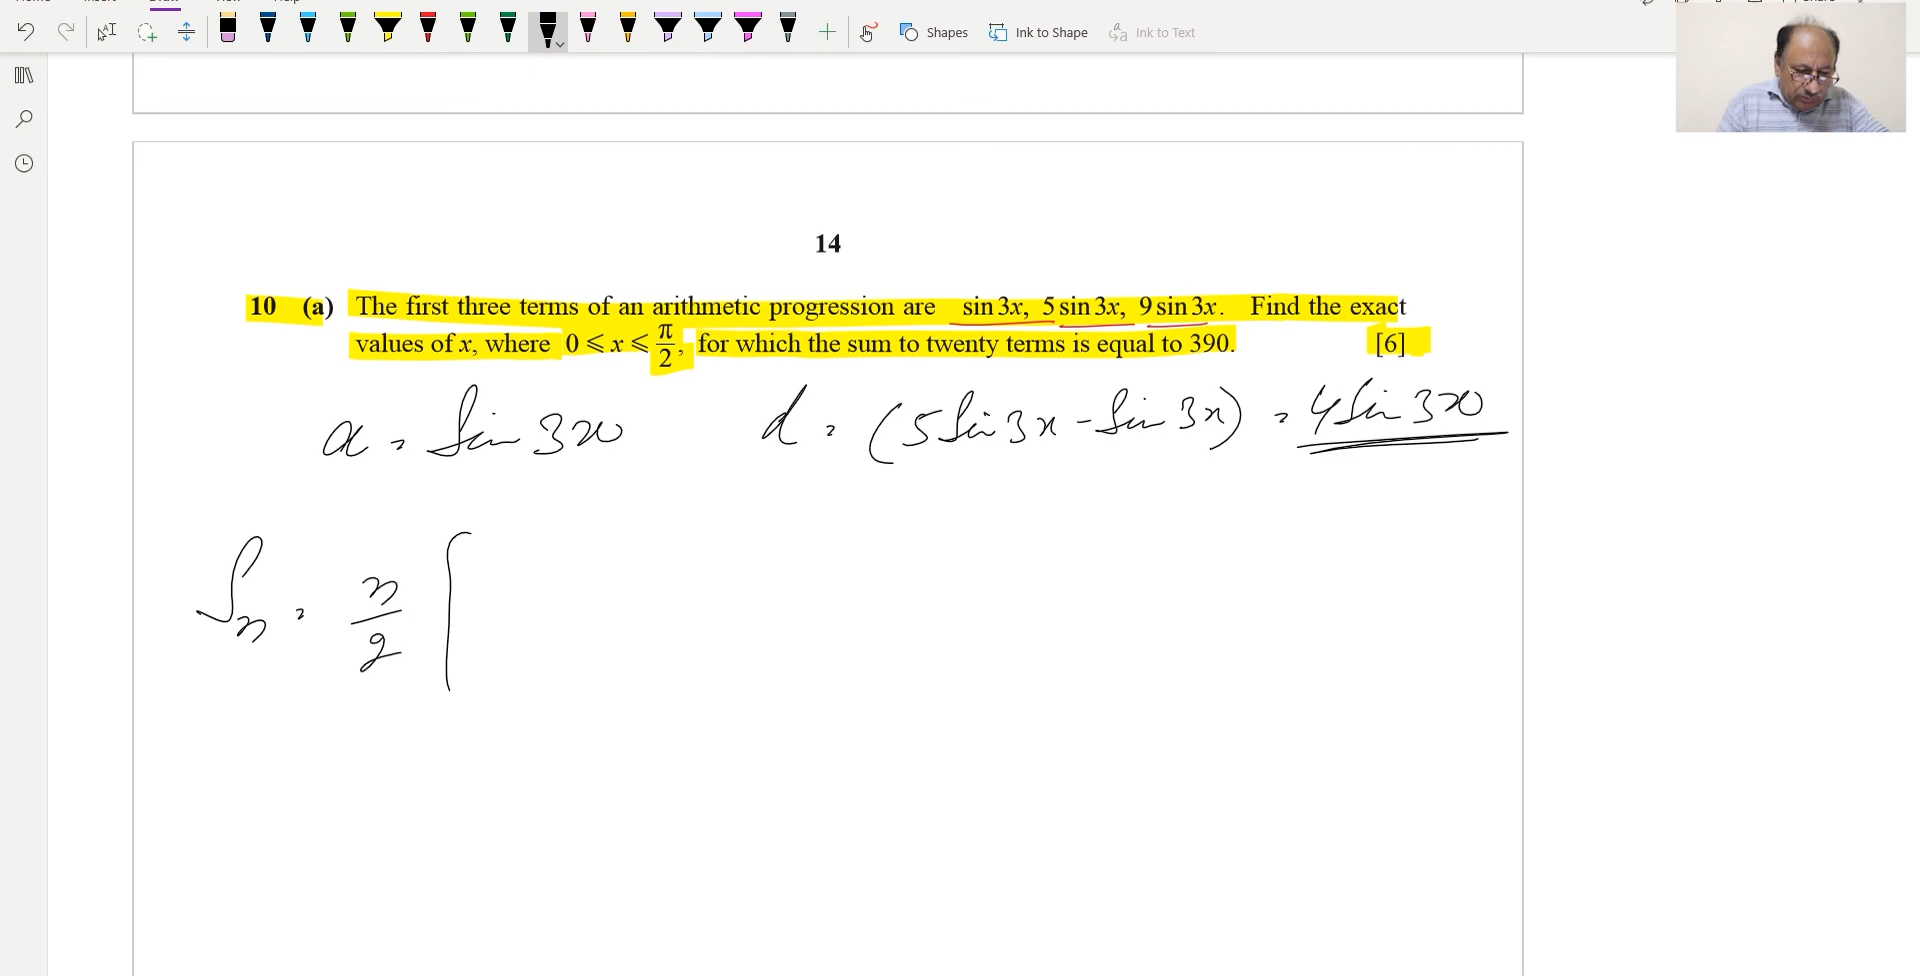 Shapes Ink to Shape Ink to Text
14
10 (a) The first three terms of an arithmetic progression are sin 3x, 5 sin 3x, 9 sin 3x. Find the exact
values of x, where 0 ⩽ x ⩽ π/2, for which the sum to twenty terms is equal to 390. [6]
a = Sin 3x d = (5 Sin 3x - Sin 3x) = 4 Sin 3x
Sn = n/2 [